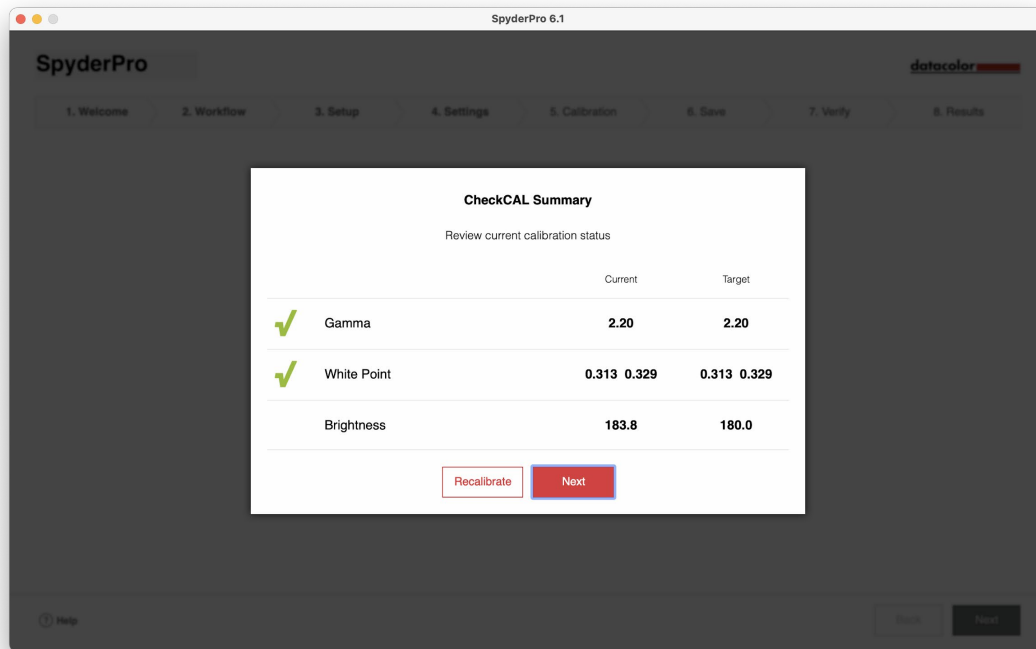 SpyderPro 6.1
SpyderPro
datacolor
1. Welcome 2. Workflow 3. Setup 4. Settings 5. Calibration 6. Save 7. Verify 8. Results
CheckCAL Summary
Review current calibration status
Current Target
Gamma 2.20 2.20
White Point 0.313 0.329 0.313 0.329
Brightness 183.8 180.0
Recalibrate Next
? Help Back Next